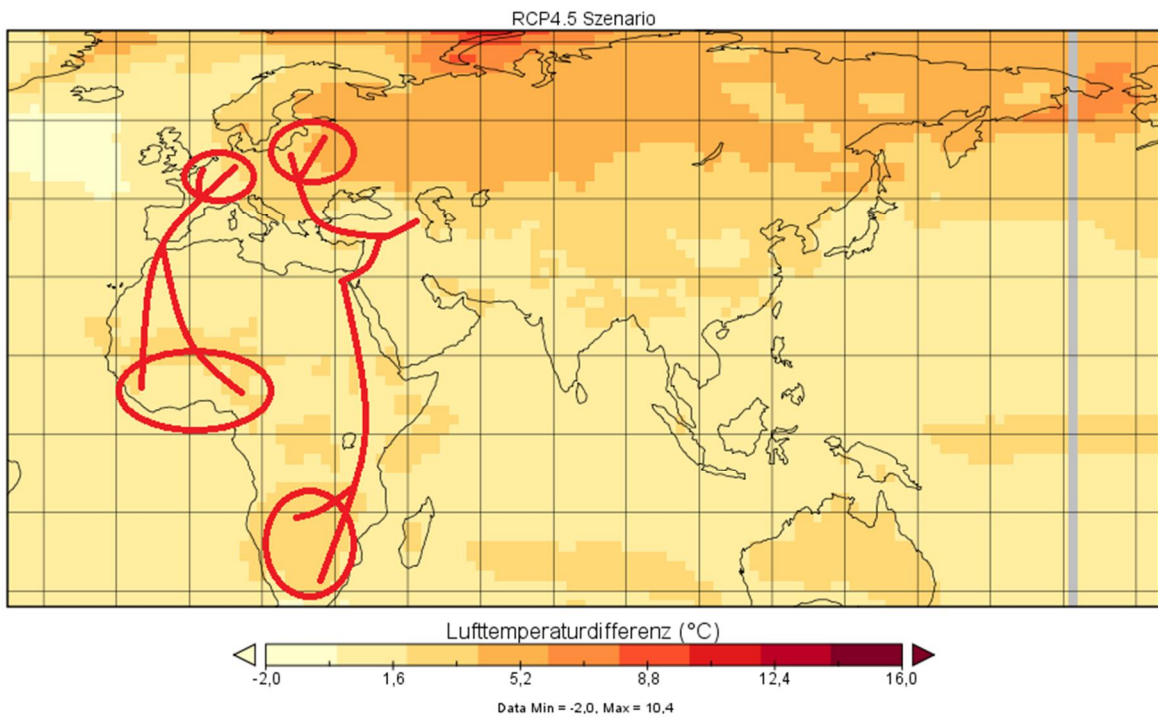 RCP4.5 Szenario
Lufttemperaturdifferenz (°C)
-2,0 1,6 5,2 8,8 12,4 16,0
Data Min = -2,0, Max = 10,4